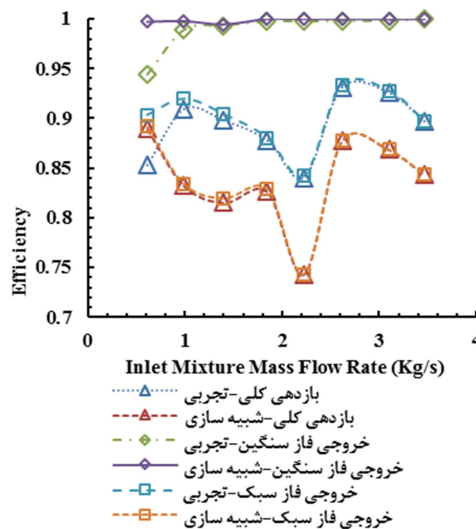 1
0.95
0.9
0.85
0.8
0.75
0.7
Efficiency
0 1 2 3 4
Inlet Mixture Mass Flow Rate (Kg/s)
بازدهی کلی-تجربی
بازدهی کلی-شبیه سازی
خروجی فاز سنگین-تجربی
خروجی فاز سنگین-شبیه سازی
خروجی فاز سبک-تجربی
خروجی فاز سبک-شبیه سازی